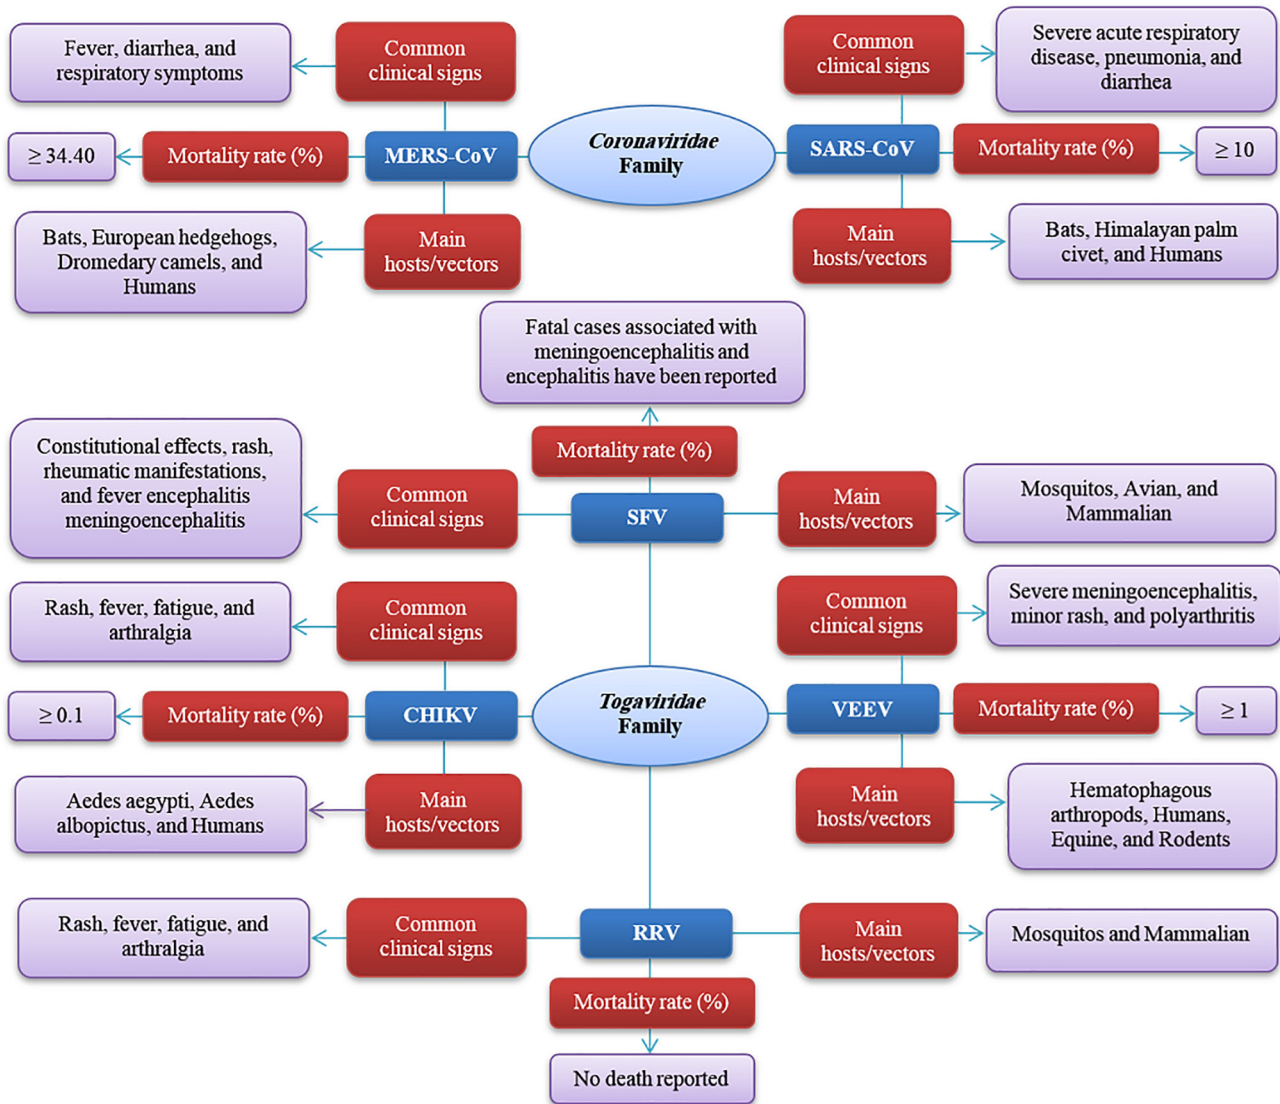 Fever, diarrhea, and
respiratory symptoms
Common
clinical signs
Common
clinical signs
Severe acute respiratory
disease, pneumonia, and
diarrhea
≥ 34.40
Mortality rate (%)
MERS-CoV
Coronaviridae
Family
SARS-CoV
Mortality rate (%)
≥ 10
Bats, European hedgehogs,
Dromedary camels, and
Humans
Main
hosts/vectors
Main
hosts/vectors
Bats, Himalayan palm
civet, and Humans
Fatal cases associated with
meningoencephalitis and
encephalitis have been reported
Mortality rate (%)
Constitutional effects, rash,
rheumatic manifestations,
and fever encephalitis
meningoencephalitis
Common
clinical signs
SFV
Main
hosts/vectors
Mosquitos, Avian, and
Mammalian
Rash, fever, fatigue, and
arthralgia
Common
clinical signs
Common
clinical signs
Severe meningoencephalitis,
minor rash, and polyarthritis
≥ 0.1
Mortality rate (%)
CHIKV
Togaviridae
Family
VEEV
Mortality rate (%)
≥ 1
Aedes aegypti, Aedes
albopictus, and Humans
Main
hosts/vectors
Main
hosts/vectors
Hematophagous
arthropods, Humans,
Equine, and Rodents
Rash, fever, fatigue, and
arthralgia
Common
clinical signs
RRV
Main
hosts/vectors
Mosquitos and Mammalian
Mortality rate (%)
No death reported